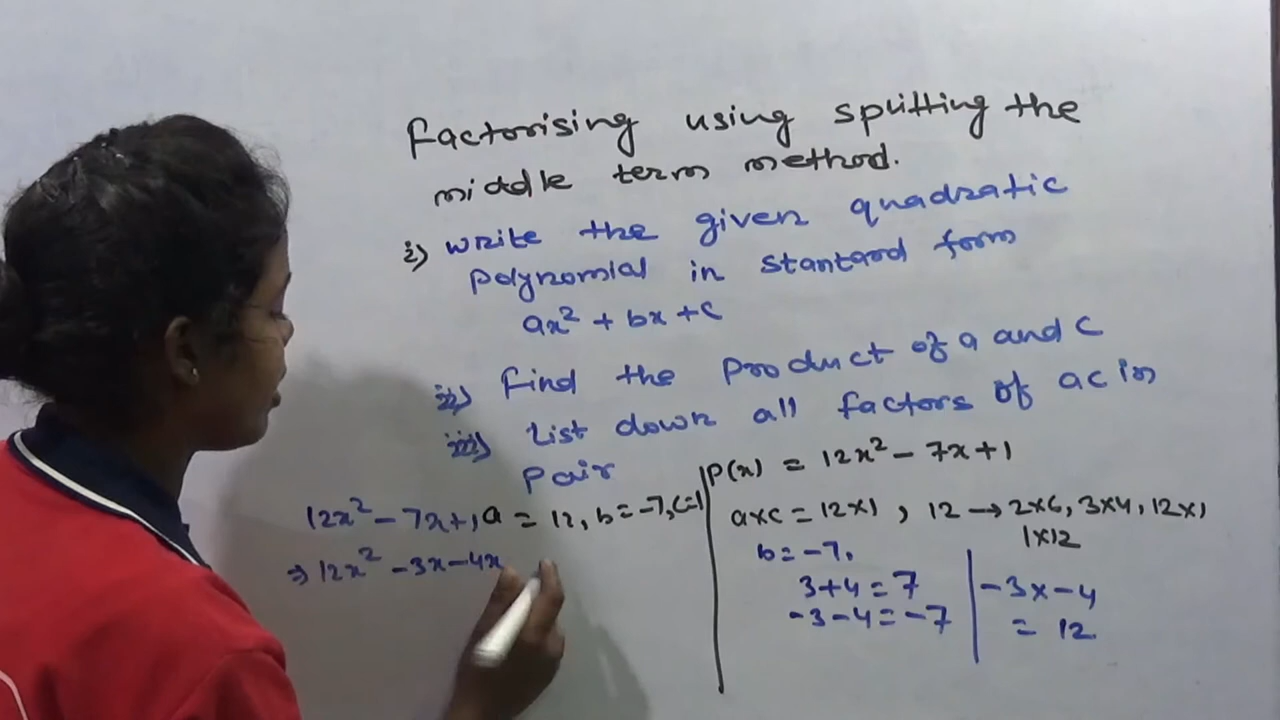 Factorising using splitting the
middle term method.
i) write the given quadratic
polynomial in stantard form
ax² + bx + c
ii) Find the product of a and c
iii) List down all factors of ac in
pair
P(x) = 12x² - 7x + 1
12x² - 7x + 1 a = 12, b = -7, c = 1
a×c = 12×1, 12 → 2×6, 3×4, 12×1
1×12
⇒ 12x² - 3x - 4x
b = -7.
3 + 4 = 7
-3 - 4 = -7
-3 × -4
= 12